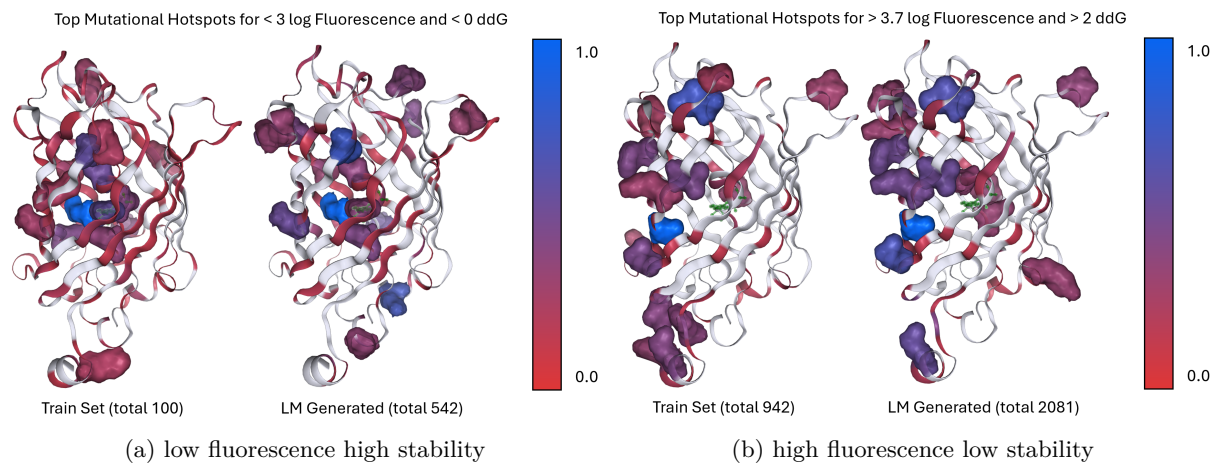 Top Mutational Hotspots for < 3 log Fluorescence and < 0 ddG
1.0
0.0
Train Set (total 100)
LM Generated (total 542)
(a) low fluorescence high stability
Top Mutational Hotspots for > 3.7 log Fluorescence and > 2 ddG
1.0
0.0
Train Set (total 942)
LM Generated (total 2081)
(b) high fluorescence low stability